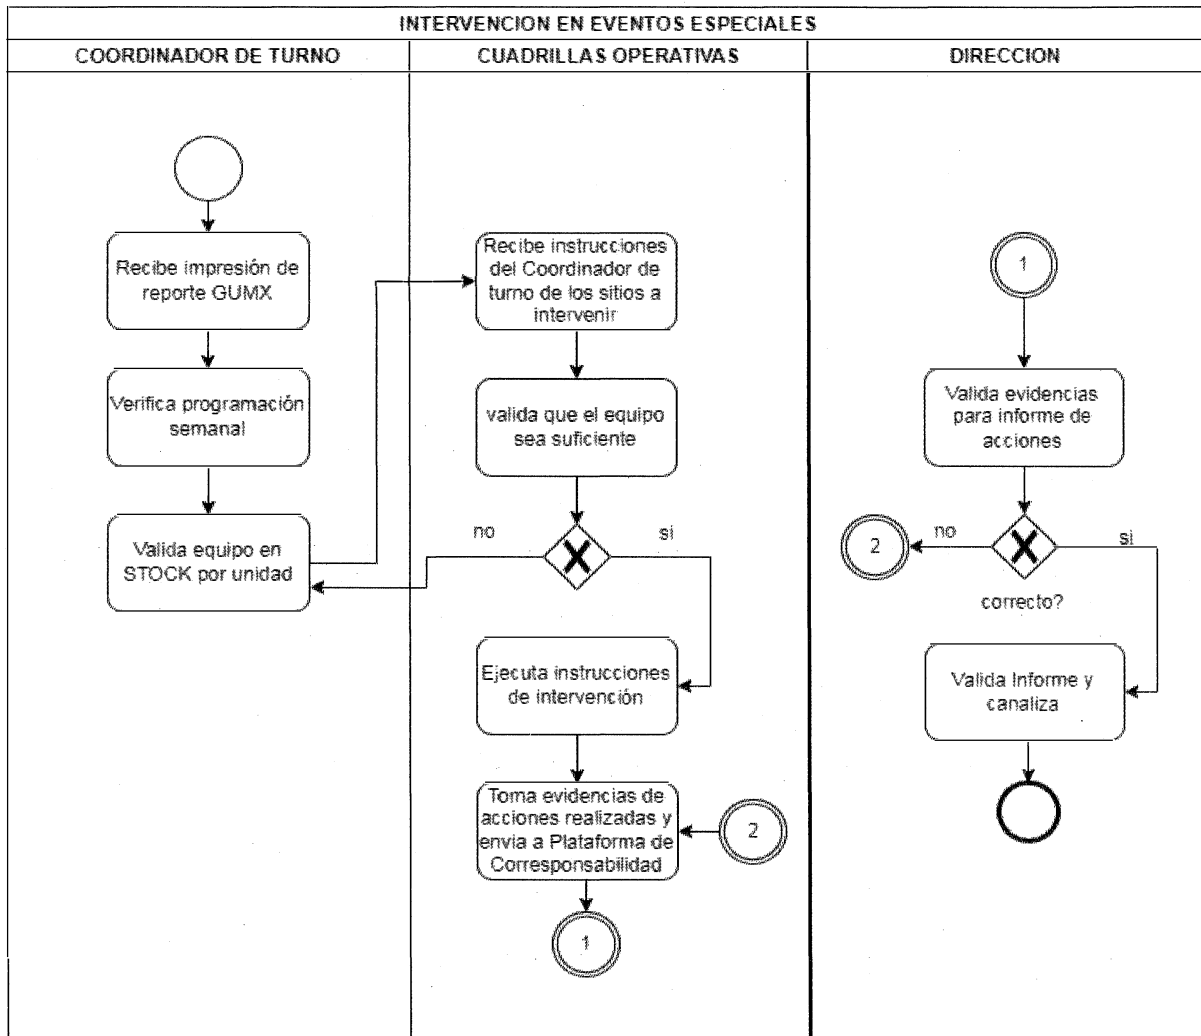 INTERVENCION EN EVENTOS ESPECIALES
COORDINADOR DE TURNO
CUADRILLAS OPERATIVAS
DIRECCION
Recibe impresión de
reporte GUMX
Verifica programación
semanal
Valida equipo en
STOCK por unidad
Recibe instrucciones
del Coordinador de
turno de los sitios a
intervenir
valida que el equipo
sea suficiente
no
si
Ejecuta instrucciones
de intervención
Toma evidencias de
acciones realizadas y
envia a Plataforma de
Corresponsabilidad
2
1
1
Valida evidencias
para informe de
acciones
2
no
si
correcto?
Valida Informe y
canaliza